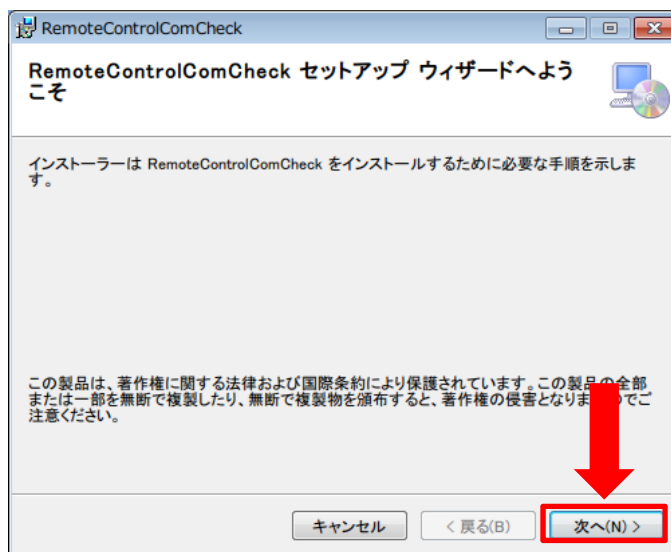 RemoteControlComCheck
RemoteControlComCheck セットアップ ウィザードへよう
こそ
インストーラーは RemoteControlComCheck をインストールするために必要な手順を示しま
す。
この製品は、著作権に関する法律および国際条約により保護されています。この製品の全部
または一部を無断で複製したり、無断で複製物を頒布すると、著作権の侵害となりま のでご
注意ください。
キャンセル
< 戻る(B)
次へ(N) >